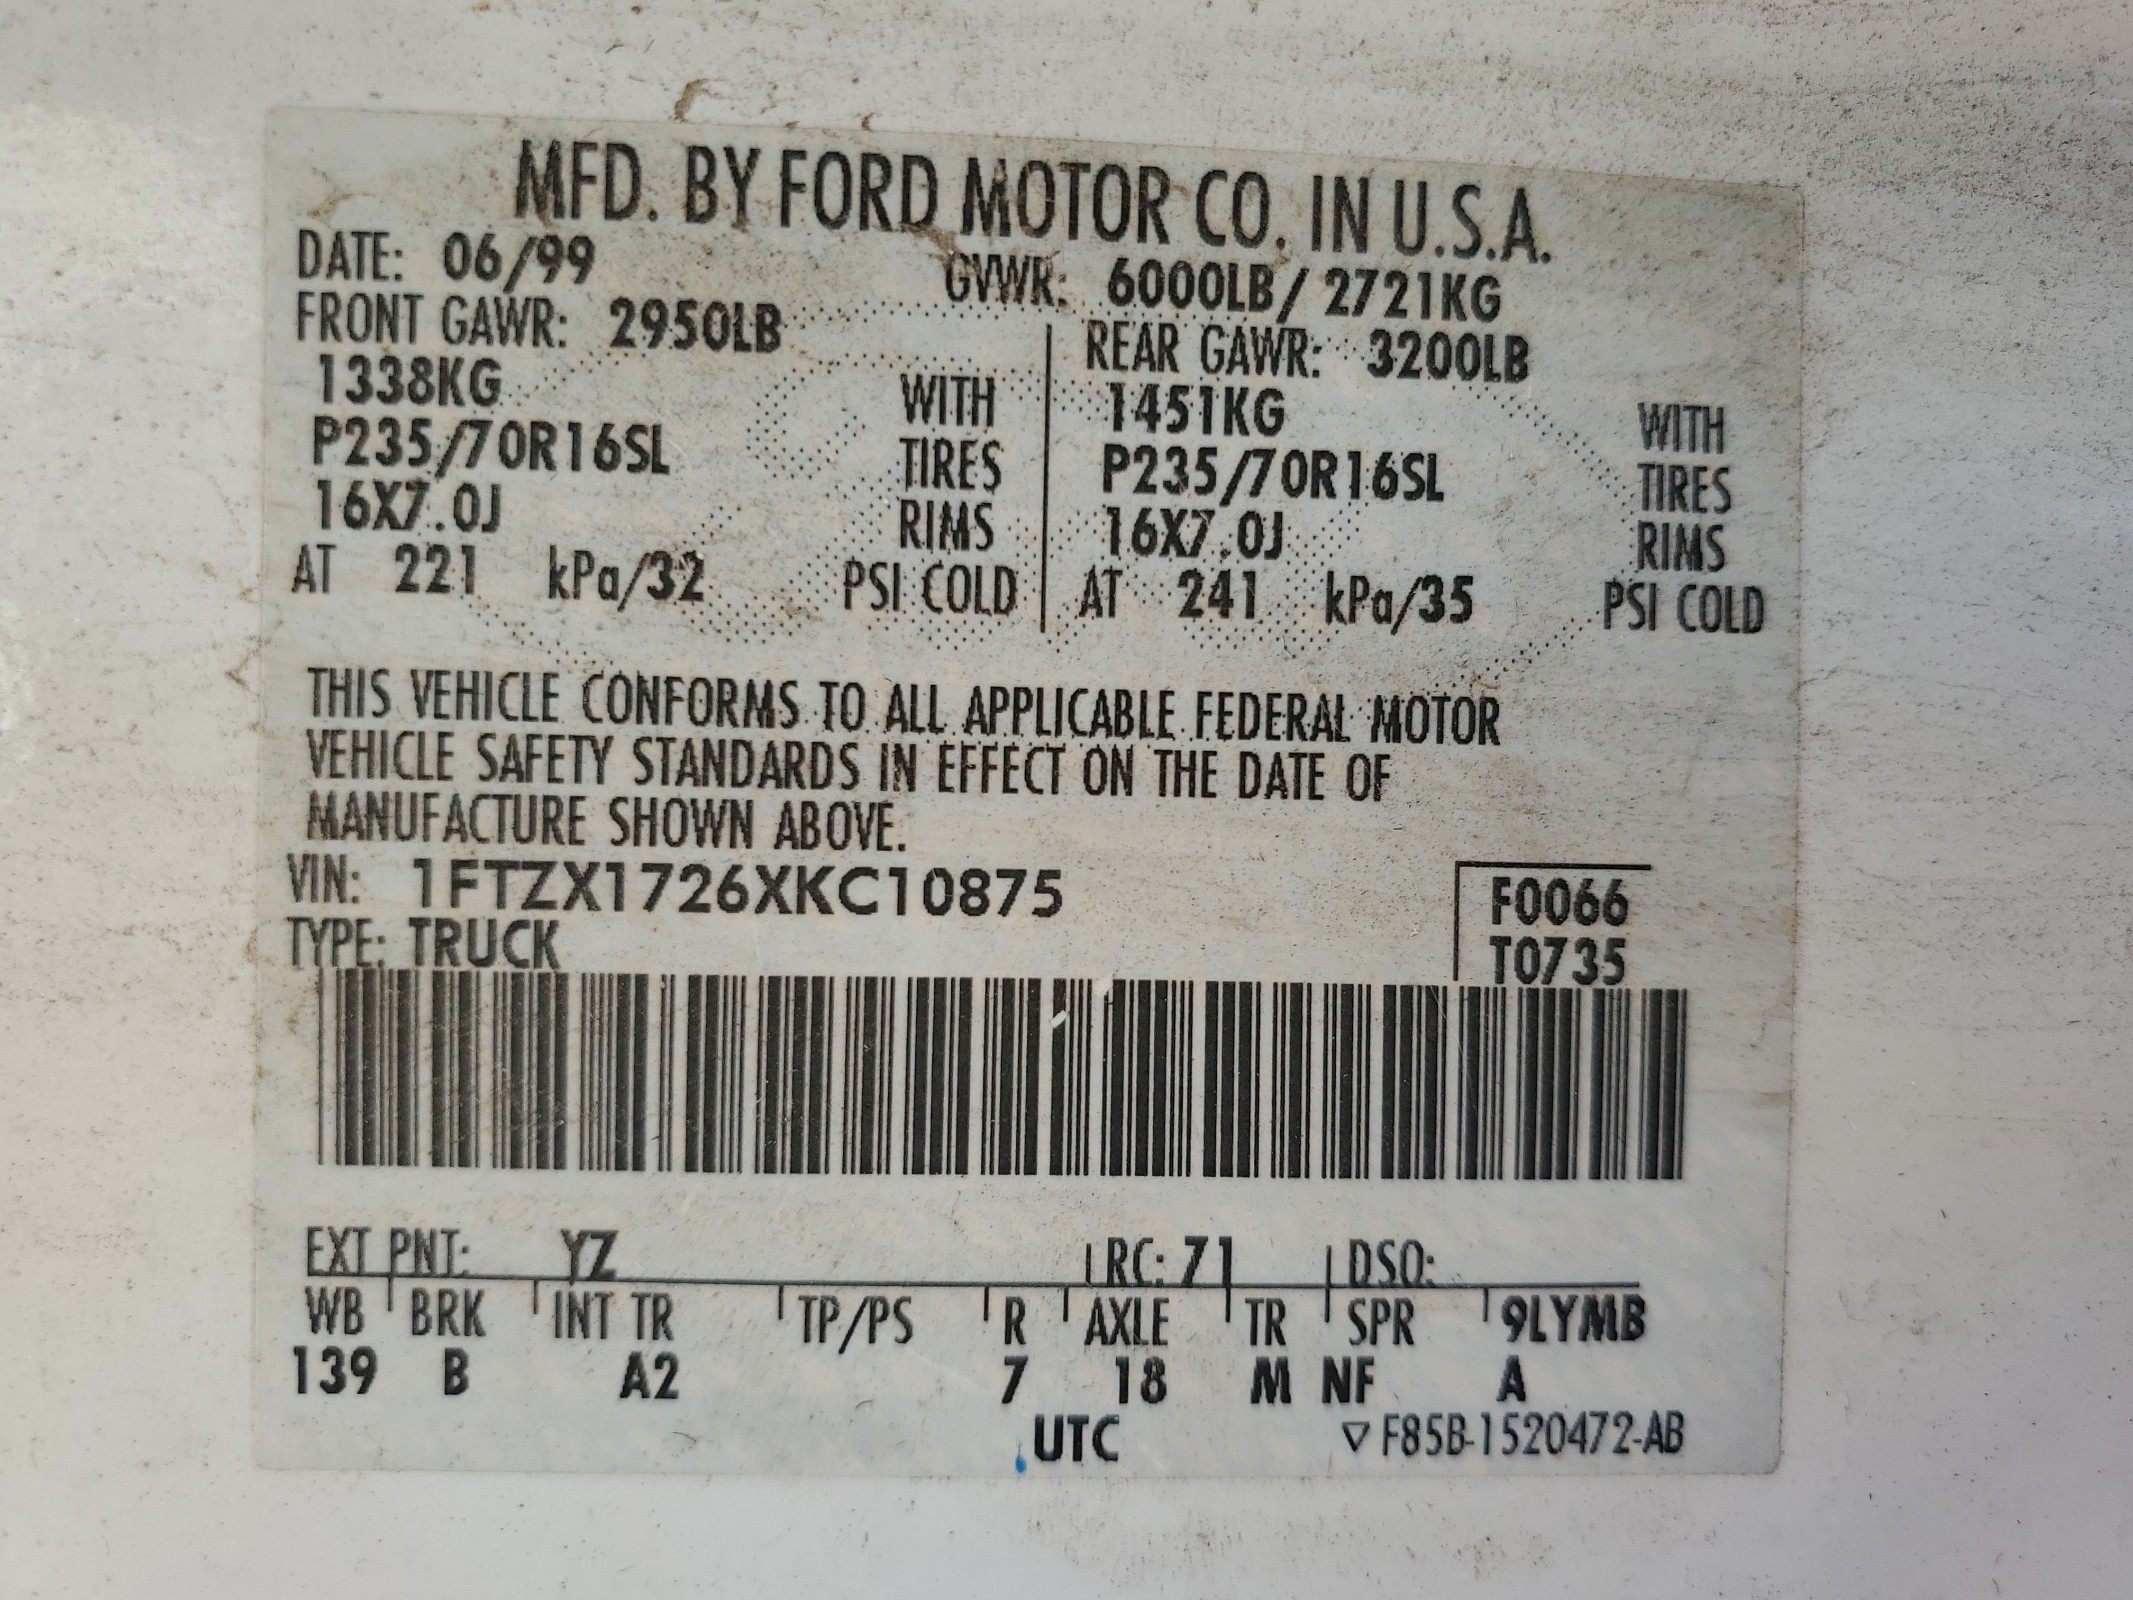 MFD. BY FORD MOTOR CO. IN U.S.A.
DATE: 06/99 GVWR: 6000LB/ 2721KG
FRONT GAWR: 2950LB REAR GAWR: 3200LB
1338KG WITH 1451KG WITH
P235/70R16SL TIRES P235/70R16SL TIRES
16X7.0J RIMS 16X7.0J RIMS
AT 221 kPa/32 PSI COLD AT 241 kPa/35 PSI COLD
THIS VEHICLE CONFORMS TO ALL APPLICABLE FEDERAL MOTOR
VEHICLE SAFETY STANDARDS IN EFFECT ON THE DATE OF
MANUFACTURE SHOWN ABOVE.
VIN: 1FTZX1726XKC10875 F0066
TYPE: TRUCK T0735
EXT PNT: YZ RC: 71 DSO:
WB BRK INT TR TP/PS R AXLE TR SPR 9LYMB
139 B A2 7 18 M NF A
UTC ▽ F85B-1520472-AB